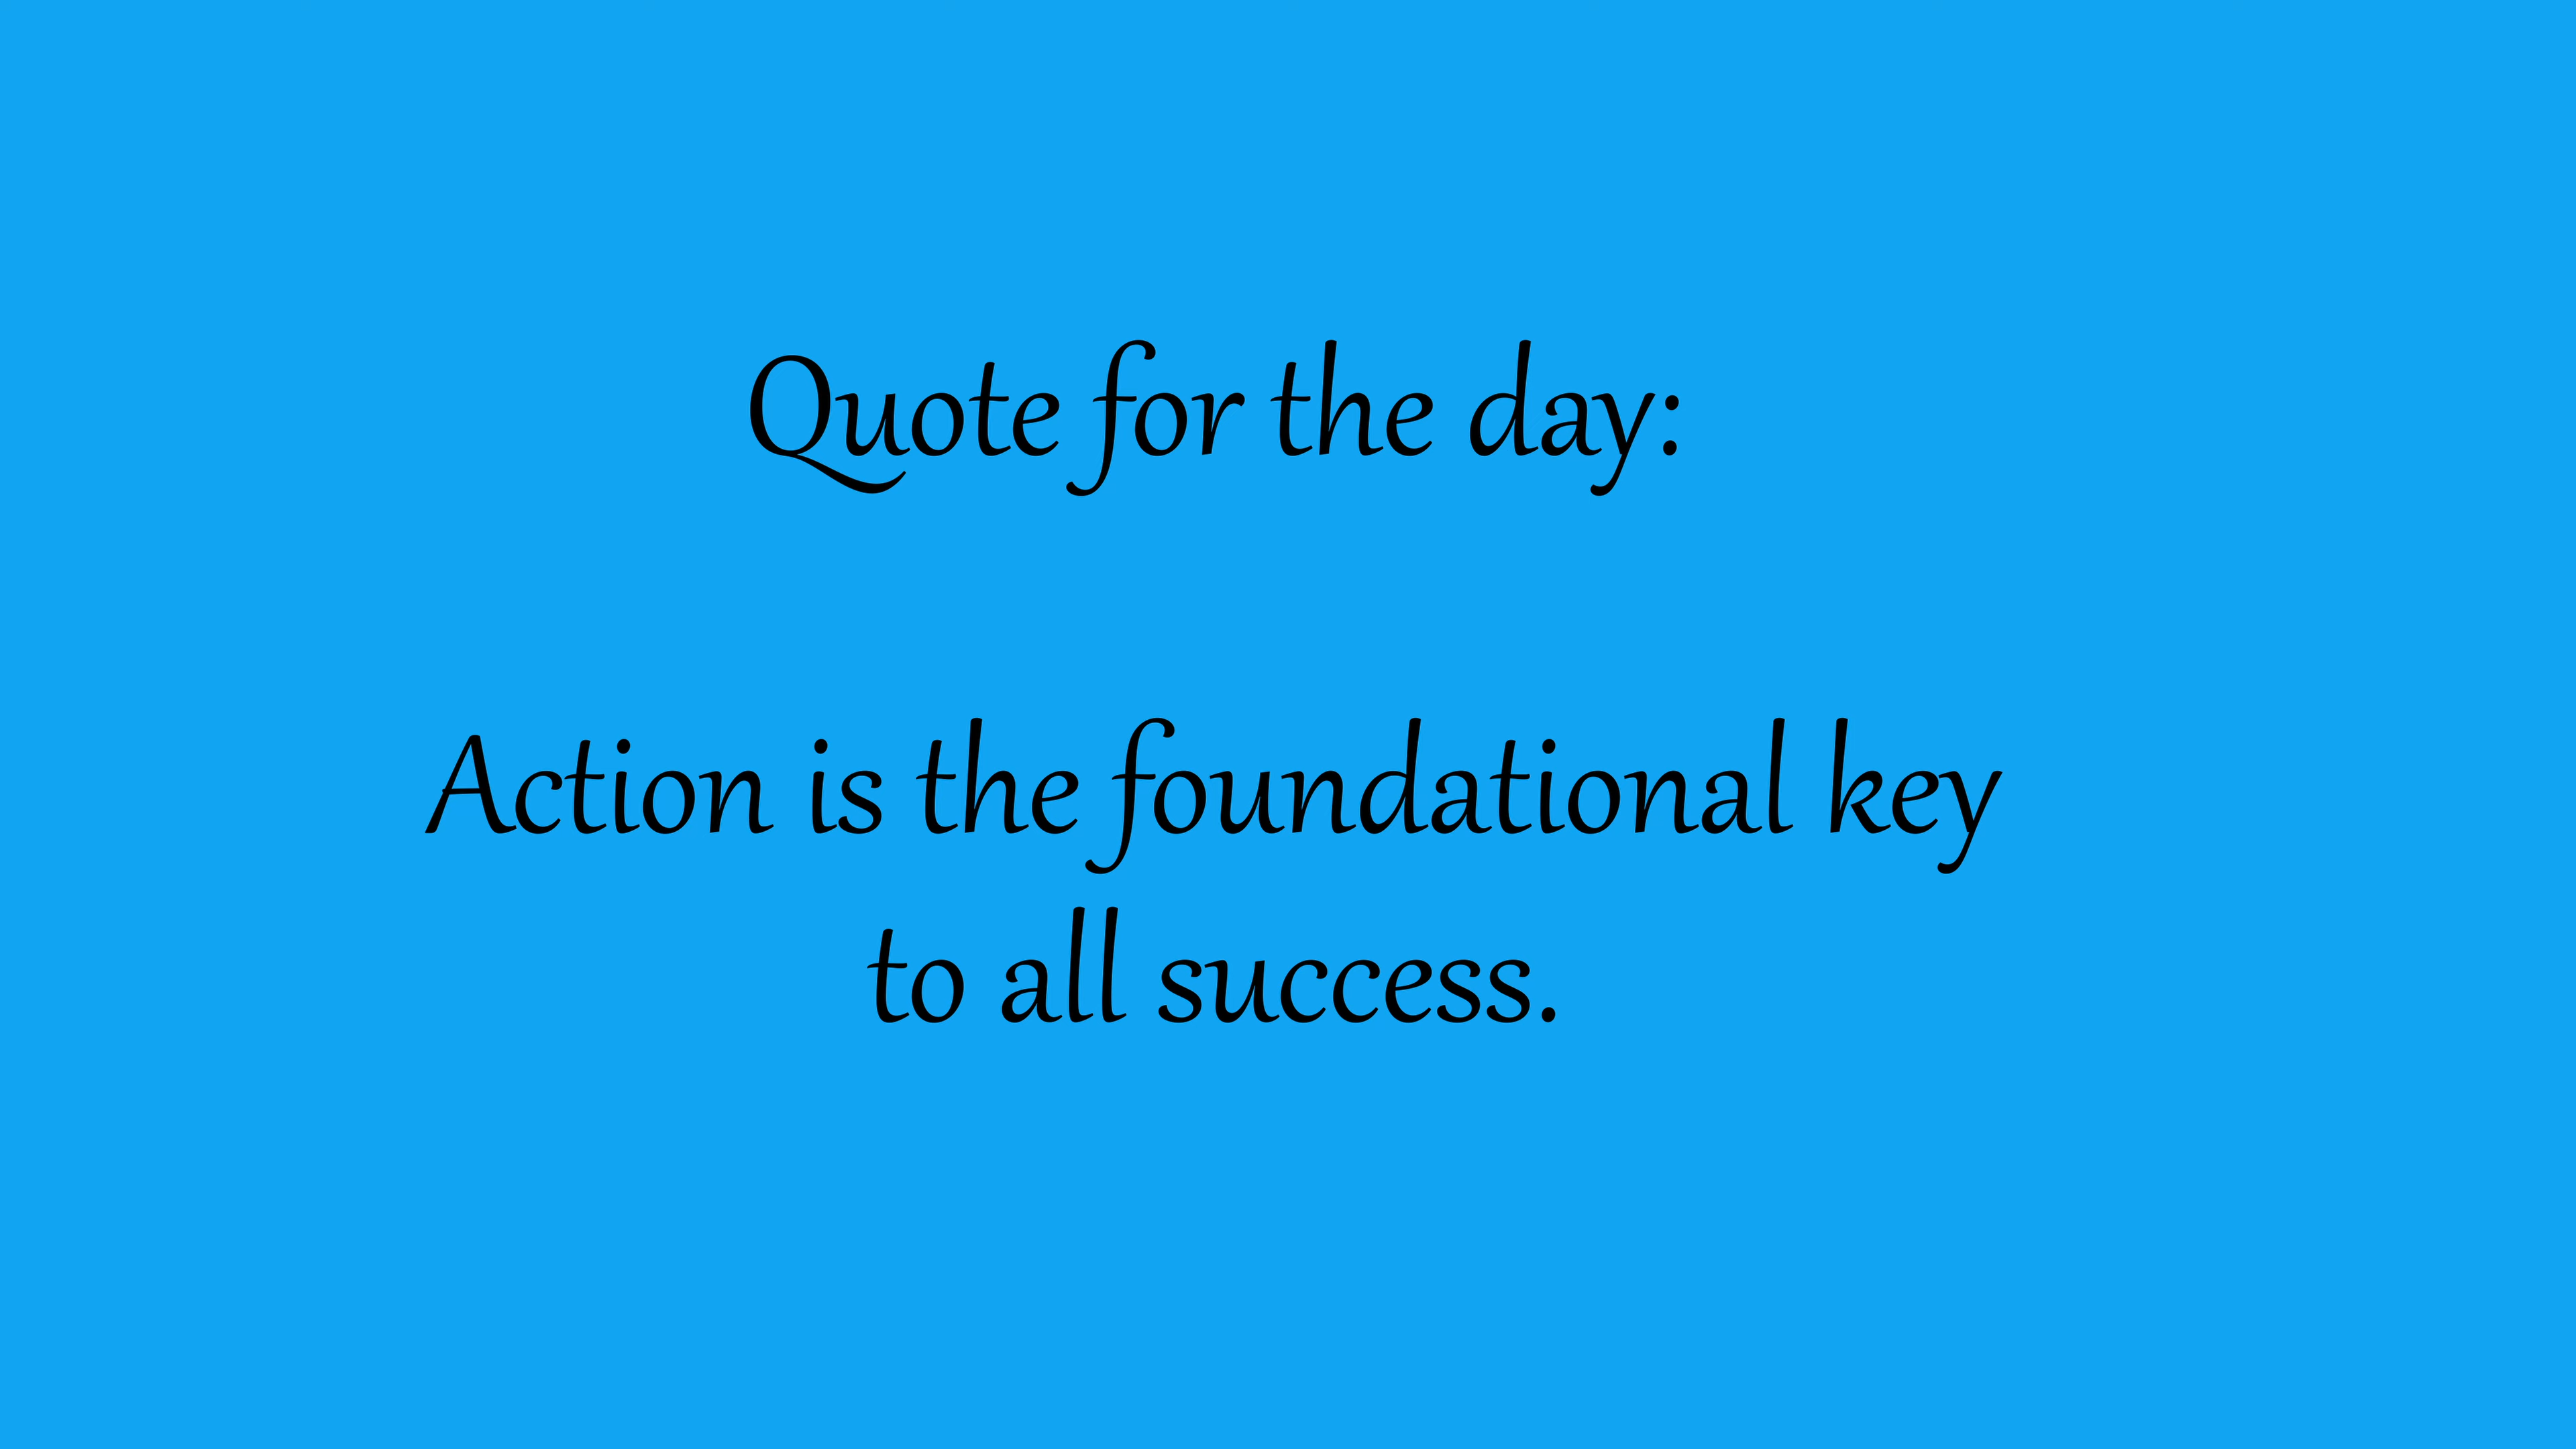 Quote for the day:
Action is the foundational key
to all success.